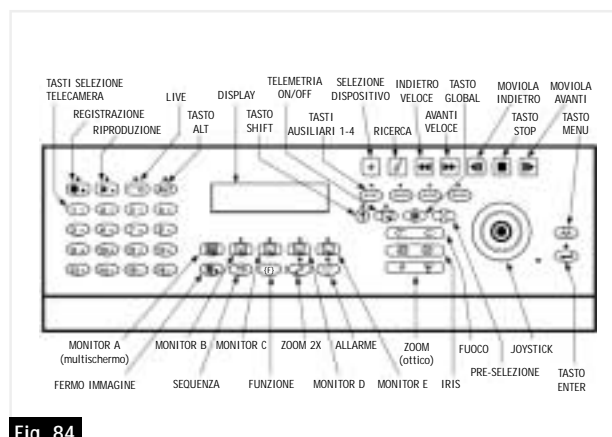 TASTI SELEZIONE TELECAMERA
REGISTRAZIONE
RIPRODUZIONE
LIVE
TASTO ALT
DISPLAY
TASTO SHIFT
TELEMETRIA ON/OFF
TASTI AUSILIARI 1-4
SELEZIONE DISPOSITIVO
RICERCA
INDIETRO VELOCE
AVANTI VELOCE
TASTO GLOBAL
MOVIOLA INDIETRO
TASTO STOP
MOVIOLA AVANTI
TASTO MENU
(F)
MONITOR A (multischermo)
FERMO IMMAGINE
MONITOR B
SEQUENZA
MONITOR C
FUNZIONE
ZOOM 2X
MONITOR D
ALLARME
MONITOR E
ZOOM (ottico)
IRIS
FUOCO
PRE-SELEZIONE
JOYSTICK
TASTO ENTER
Fig. 84